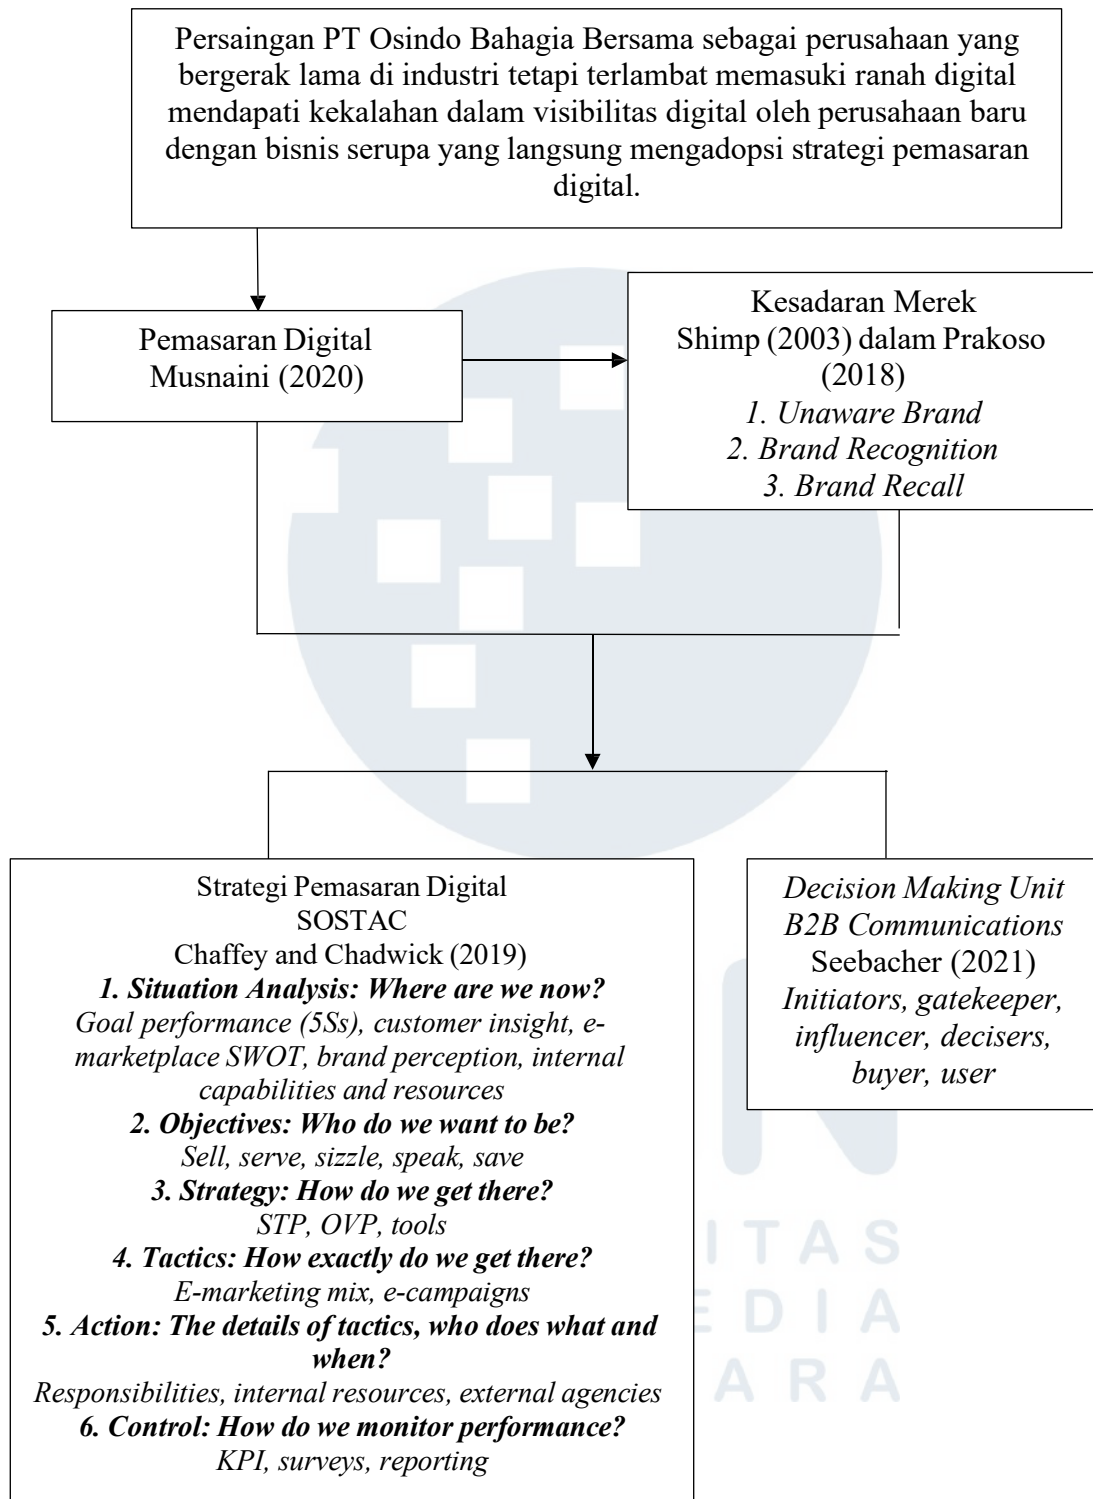 Persaingan PT Osindo Bahagia Bersama sebagai perusahaan yang
bergerak lama di industri tetapi terlambat memasuki ranah digital
mendapati kekalahan dalam visibilitas digital oleh perusahaan baru
dengan bisnis serupa yang langsung mengadopsi strategi pemasaran
digital.
Pemasaran Digital
Musnaini (2020)
Kesadaran Merek
Shimp (2003) dalam Prakoso
(2018)
1. Unaware Brand
2. Brand Recognition
3. Brand Recall
Strategi Pemasaran Digital
SOSTAC
Chaffey and Chadwick (2019)
1. Situation Analysis: Where are we now?
Goal performance (5Ss), customer insight, e-
marketplace SWOT, brand perception, internal
capabilities and resources
2. Objectives: Who do we want to be?
Sell, serve, sizzle, speak, save
3. Strategy: How do we get there?
STP, OVP, tools
4. Tactics: How exactly do we get there?
E-marketing mix, e-campaigns
5. Action: The details of tactics, who does what and
when?
Responsibilities, internal resources, external agencies
6. Control: How do we monitor performance?
KPI, surveys, reporting
Decision Making Unit
B2B Communications
Seebacher (2021)
Initiators, gatekeeper,
influencer, decisers,
buyer, user
N
ITAS
EDIA
ARA